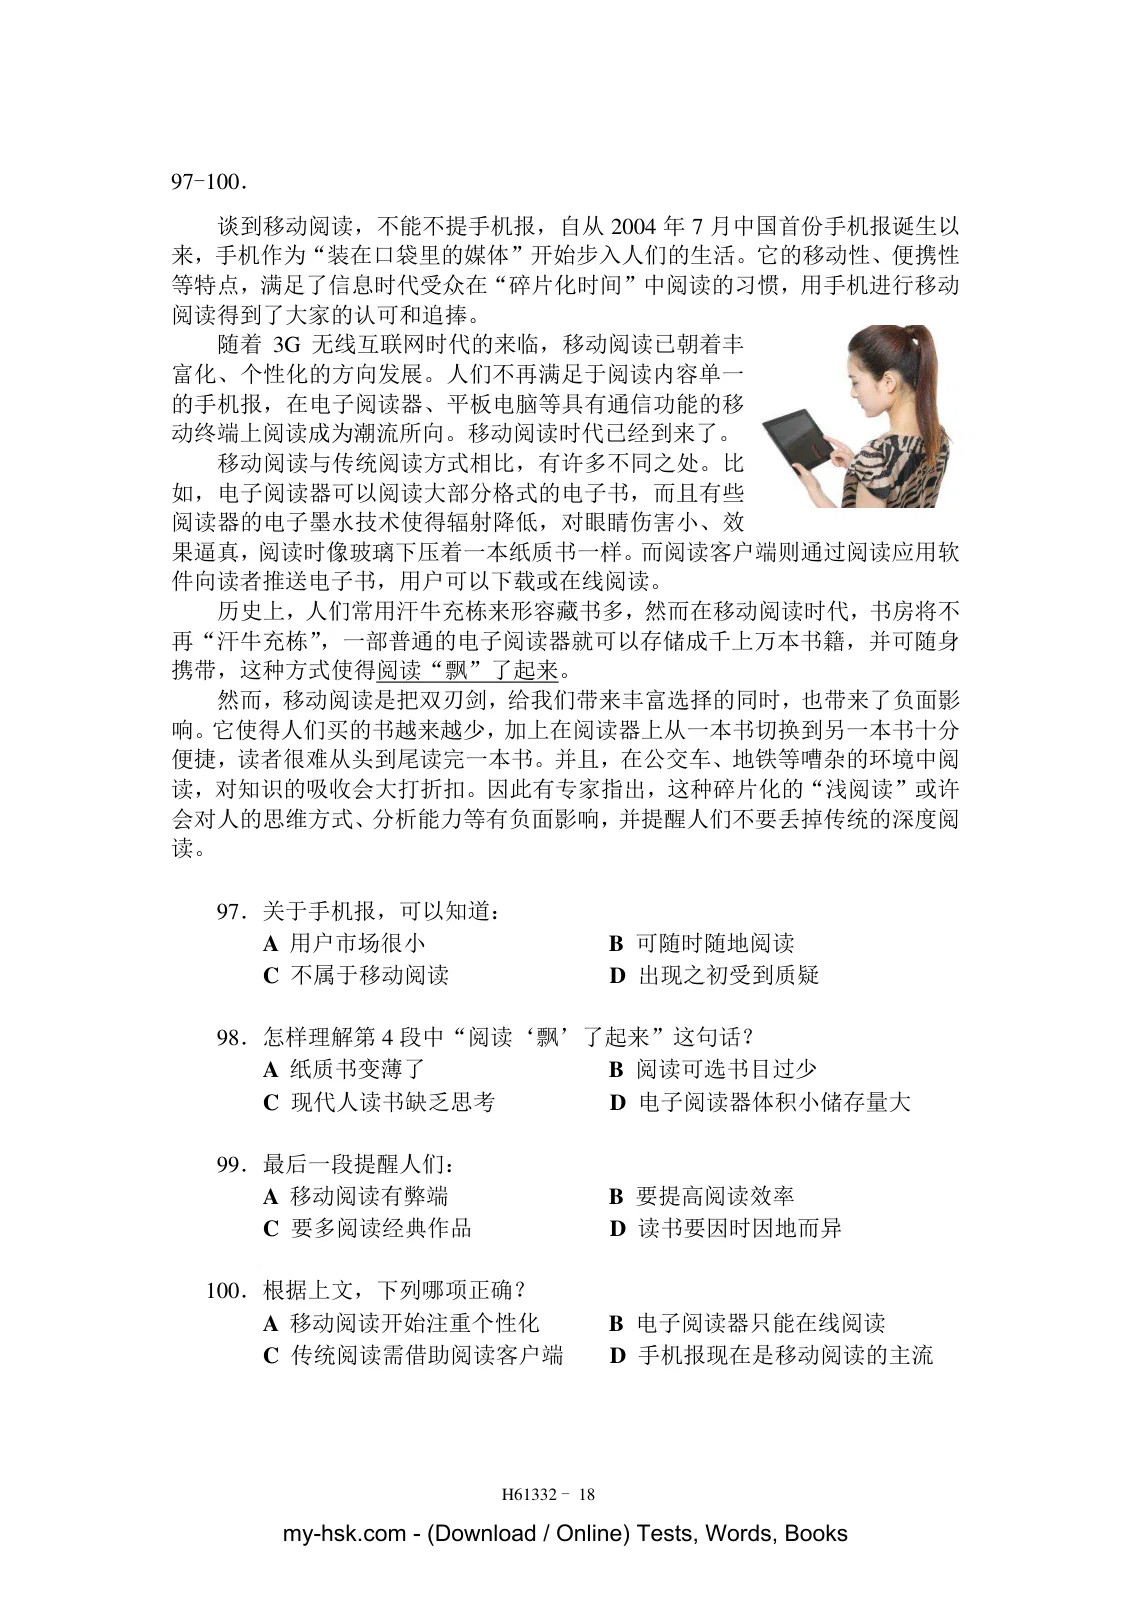 97-100.
谈到移动阅读，不能不提手机报，自从 2004 年 7 月中国首份手机报诞生以
来，手机作为“装在口袋里的媒体”开始步入人们的生活。它的移动性、便携性
等特点，满足了信息时代受众在“碎片化时间”中阅读的习惯，用手机进行移动
阅读得到了大家的认可和追捧。
随着 3G 无线互联网时代的来临，移动阅读已朝着丰
富化、个性化的方向发展。人们不再满足于阅读内容单一
的手机报，在电子阅读器、平板电脑等具有通信功能的移
动终端上阅读成为潮流所向。移动阅读时代已经到来了。
移动阅读与传统阅读方式相比，有许多不同之处。比
如，电子阅读器可以阅读大部分格式的电子书，而且有些
阅读器的电子墨水技术使得辐射降低，对眼睛伤害小、效
果逼真，阅读时像玻璃下压着一本纸质书一样。而阅读客户端则通过阅读应用软
件向读者推送电子书，用户可以下载或在线阅读。
历史上，人们常用汗牛充栋来形容藏书多，然而在移动阅读时代，书房将不
再“汗牛充栋”，一部普通的电子阅读器就可以存储成千上万本书籍，并可随身
携带，这种方式使得阅读“飘”了起来。
然而，移动阅读是把双刃剑，给我们带来丰富选择的同时，也带来了负面影
响。它使得人们买的书越来越少，加上在阅读器上从一本书切换到另一本书十分
便捷，读者很难从头到尾读完一本书。并且，在公交车、地铁等嘈杂的环境中阅
读，对知识的吸收会大打折扣。因此有专家指出，这种碎片化的“浅阅读”或许
会对人的思维方式、分析能力等有负面影响，并提醒人们不要丢掉传统的深度阅
读。
97. 关于手机报，可以知道：
A 用户市场很小 B 可随时随地阅读
C 不属于移动阅读 D 出现之初受到质疑
98. 怎样理解第 4 段中“阅读‘飘’了起来”这句话？
A 纸质书变薄了 B 阅读可选书目过少
C 现代人读书缺乏思考 D 电子阅读器体积小储存量大
99. 最后一段提醒人们：
A 移动阅读有弊端 B 要提高阅读效率
C 要多阅读经典作品 D 读书要因时因地而异
100. 根据上文，下列哪项正确？
A 移动阅读开始注重个性化 B 电子阅读器只能在线阅读
C 传统阅读需借助阅读客户端 D 手机报现在是移动阅读的主流
H61332 - 18
my-hsk.com - (Download / Online) Tests, Words, Books